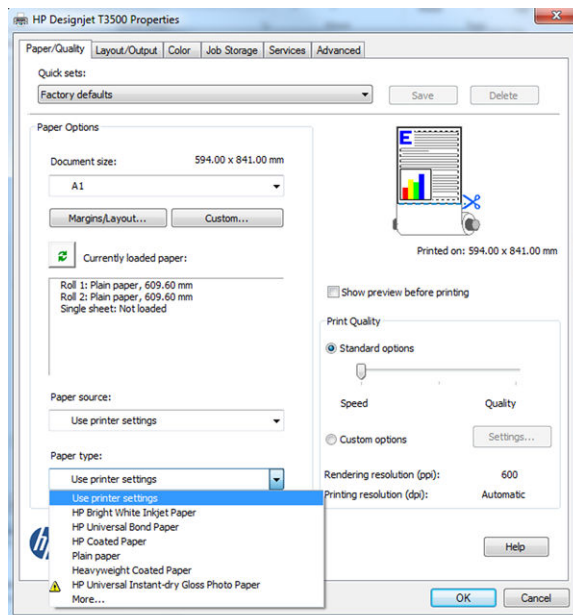 HP Designjet T3500 Properties
Paper/Quality Layout/Output Color Job Storage Services Advanced
Quick sets:
Factory defaults
Save Delete
Paper Options
Document size: 594.00 x 841.00 mm
A1
Margins/Layout... Custom...
Currently loaded paper:
Roll 1: Plain paper, 609.60 mm
Roll 2: Plain paper, 609.60 mm
Single sheet: Not loaded
Paper source:
Use printer settings
Paper type:
Use printer settings
Use printer settings
HP Bright White Inkjet Paper
HP Universal Bond Paper
HP Coated Paper
Plain paper
Heavyweight Coated Paper
HP Universal Instant-dry Gloss Photo Paper
More...
E
Printed on: 594.00 x 841.00 mm
Show preview before printing
Print Quality
Standard options
Speed Quality
Custom options Settings...
Rendering resolution (ppi): 600
Printing resolution (dpi): Automatic
hp
Help
OK Cancel